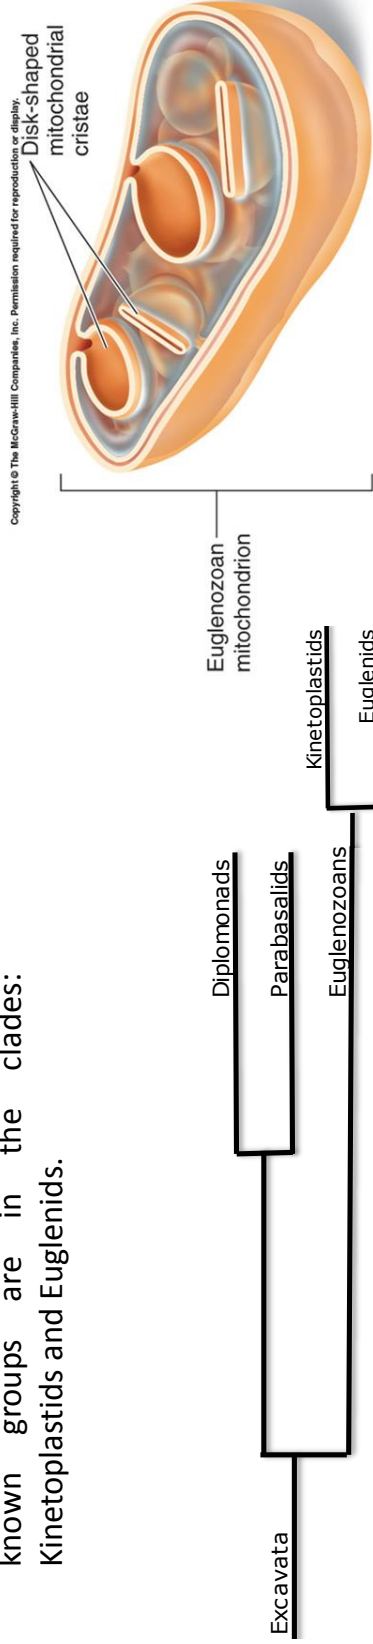 known groups are in the clades:
Kinetoplastids and Euglenids.
Copyright © The McGraw-Hill Companies, Inc. Permission required for reproduction or display.
Disk-shaped
mitochondrial
cristae
Euglenozoan
mitochondrion
Excavata
Diplomonads
Parabasalids
Euglenozoans
Kinetoplastids
Euglenids